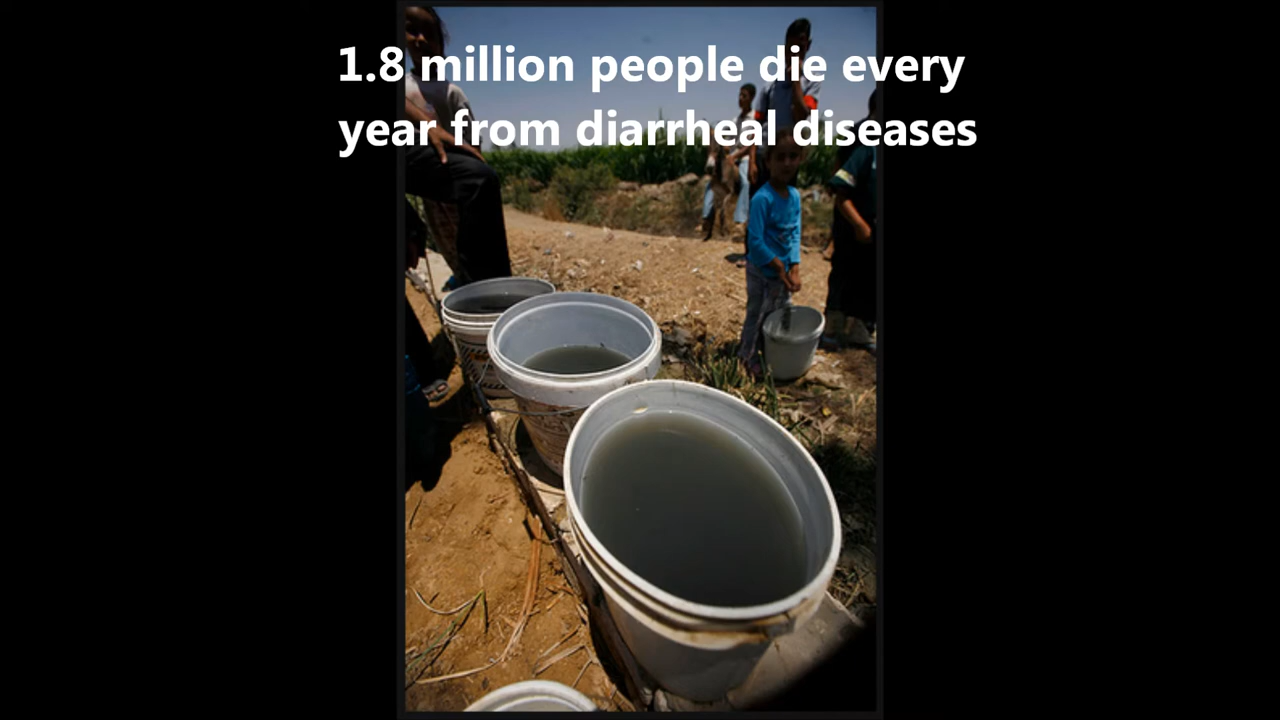 1.8 million people die every
year from diarrheal diseases